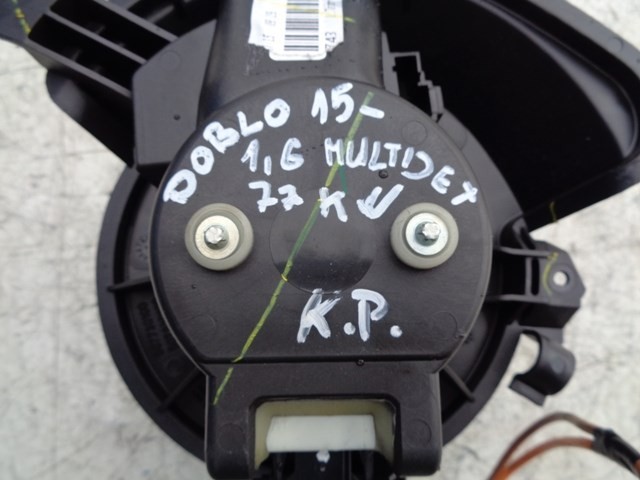 DOBLO 15-
1,6 MULTIJET
77 KW
K.P.